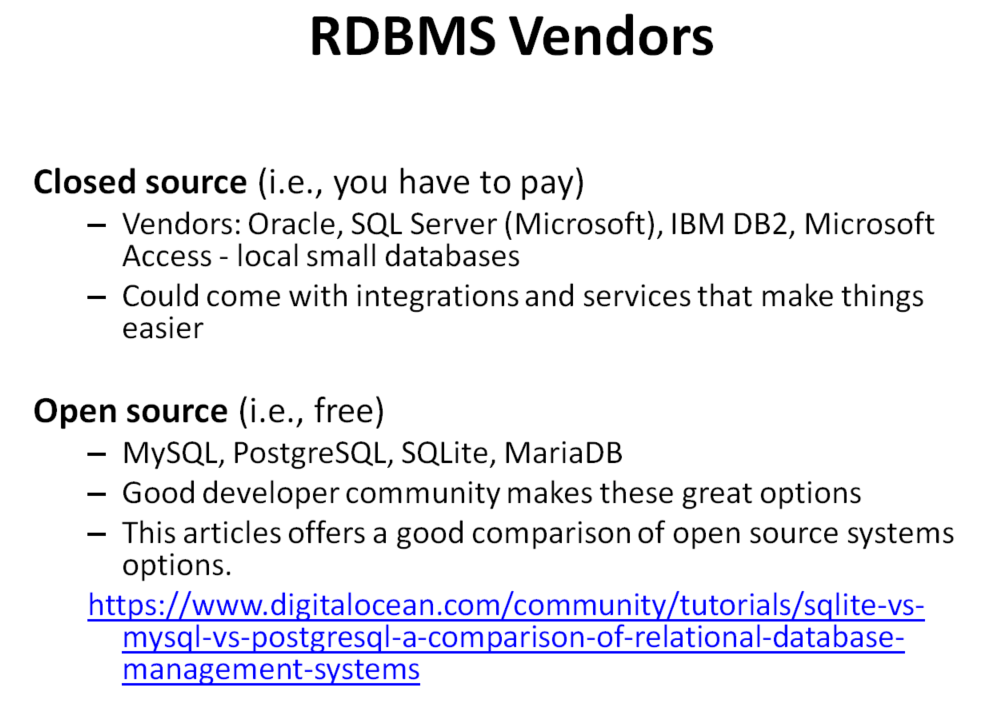 RDBMS Vendors
Closed source (i.e., you have to pay)
– Vendors: Oracle, SQL Server (Microsoft), IBM DB2, Microsoft
Access - local small databases
– Could come with integrations and services that make things
easier
Open source (i.e., free)
– MySQL, PostgreSQL, SQLite, MariaDB
– Good developer community makes these great options
– This articles offers a good comparison of open source systems
options.
https://www.digitalocean.com/community/tutorials/sqlite-vs-
mysql-vs-postgresql-a-comparison-of-relational-database-
management-systems